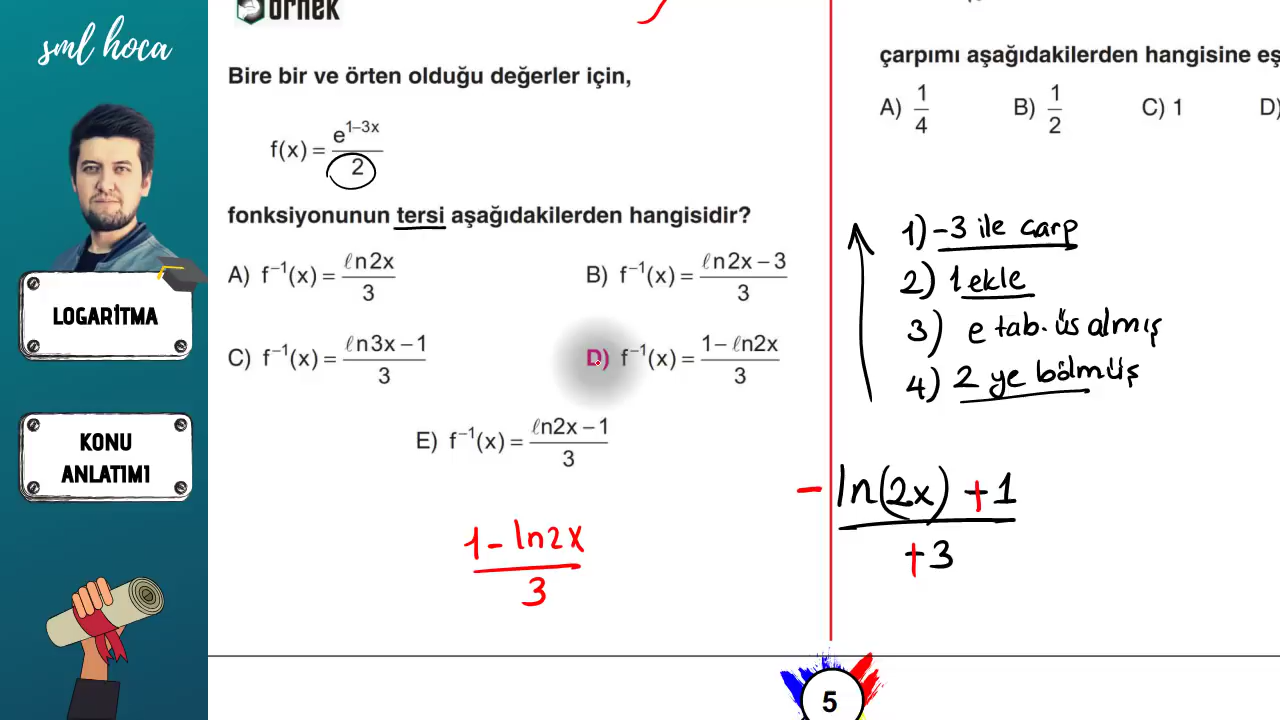 sml hoca
LOGARİTMA
KONU
ANLATIMI
örnek
Bire bir ve örten olduğu değerler için,
f(x) = e^{1–3x} / 2
fonksiyonunun tersi aşağıdakilerden hangisidir?
A) f⁻¹(x) = ℓn2x / 3
B) f⁻¹(x) = ℓn2x – 3 / 3
C) f⁻¹(x) = ℓn3x – 1 / 3
D) f⁻¹(x) = 1 – ℓn2x / 3
E) f⁻¹(x) = ℓn2x – 1 / 3
1 - ln2x / 3
çarpımı aşağıdakilerden hangisine eş
A) 1/4
B) 1/2
C) 1
D)
1) -3 ile carp
2) 1 ekle
3) e tab. üs almış
4) 2 ye bölmüş
- ln(2x) + 1 / +3
5